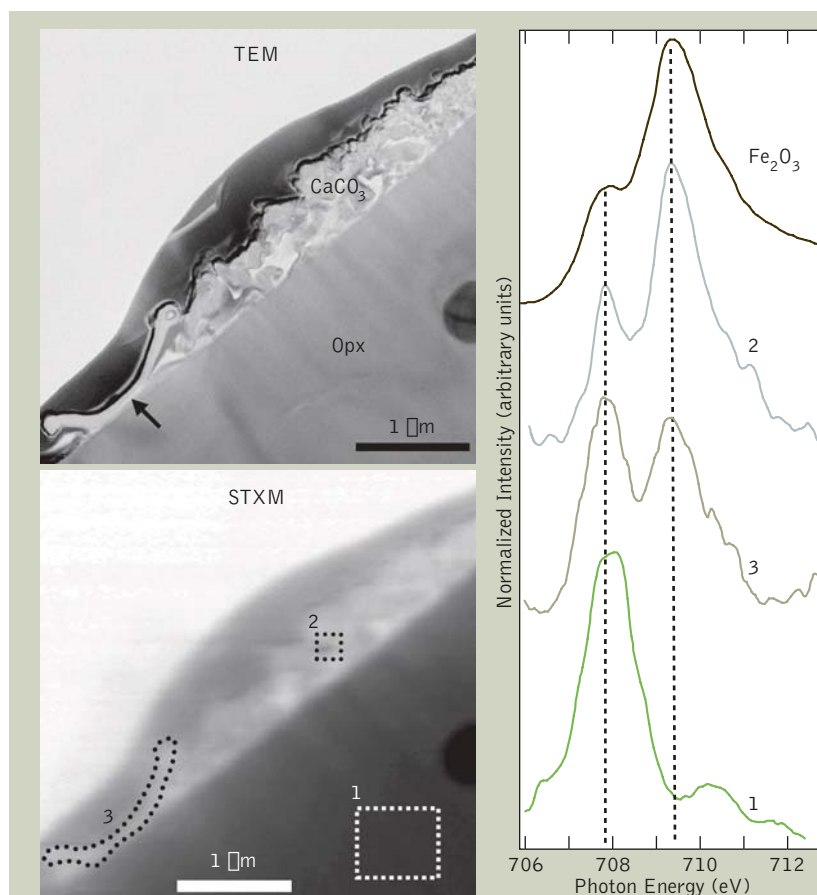 TEM
CaCO3
Opx
1 □m
STXM
2
3
1
1 □m
Normalized Intensity (arbitrary units)
Fe2O3
2
3
1
706 708 710 712
Photon Energy (eV)